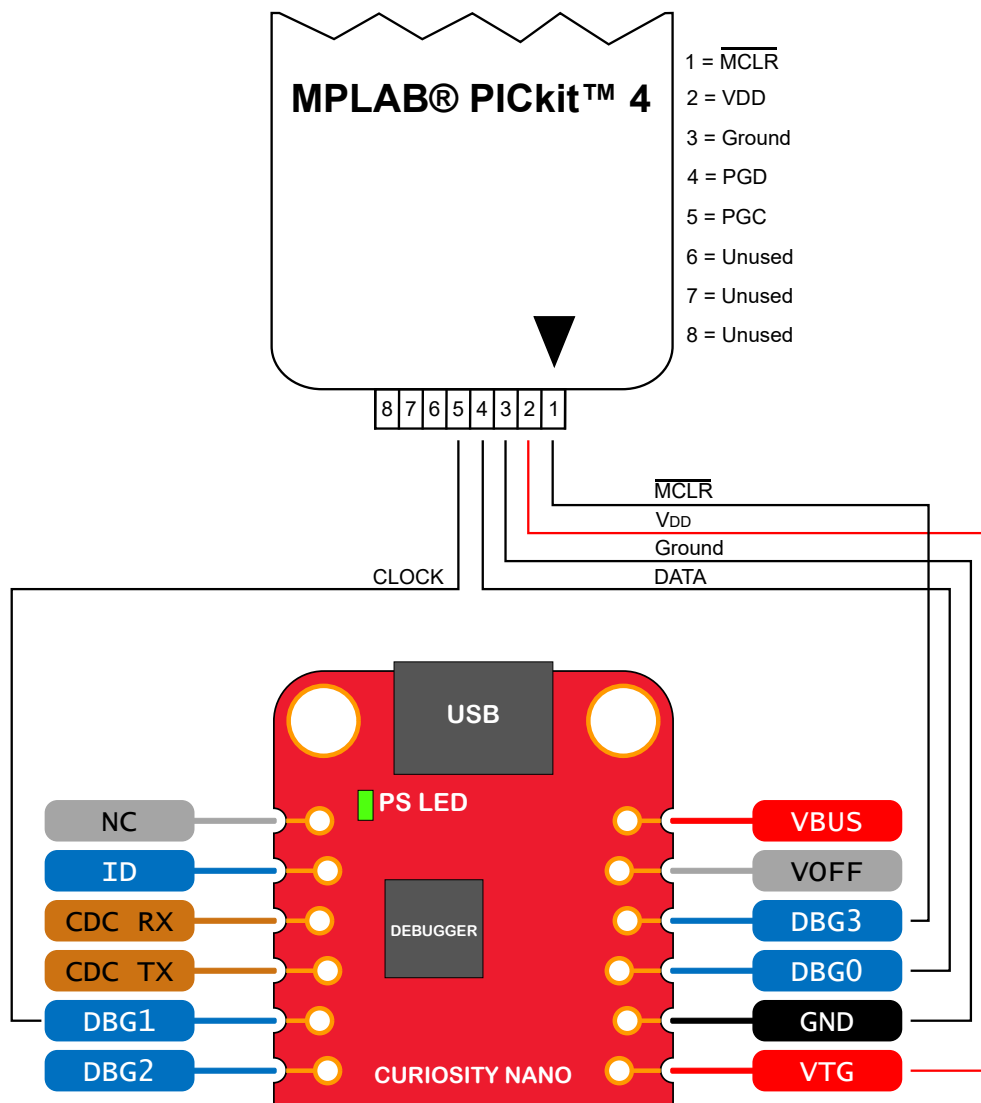 MPLAB® PICkit™ 4
1 = M̅C̅L̅R̅
2 = VDD
3 = Ground
4 = PGD
5 = PGC
6 = Unused
7 = Unused
8 = Unused
8 7 6 5 4 3 2 1
M̅C̅L̅R̅
VDD
Ground
CLOCK
DATA
USB
PS LED
NC
VBUS
ID
VOFF
CDC RX
DEBUGGER
DBG3
CDC TX
DBG0
DBG1
GND
DBG2
CURIOSITY NANO
VTG